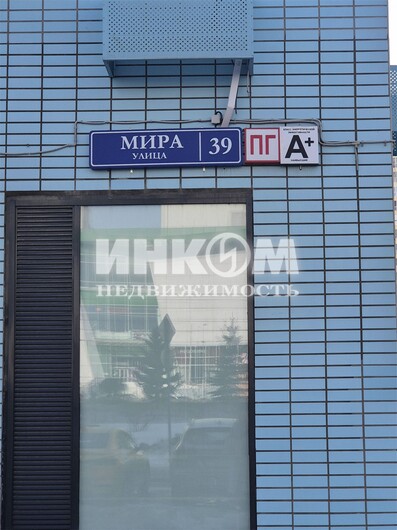 МИРА
УЛИЦА
39
ПГ
А+
ИНКОМ
НЕДВИЖИМОСТЬ